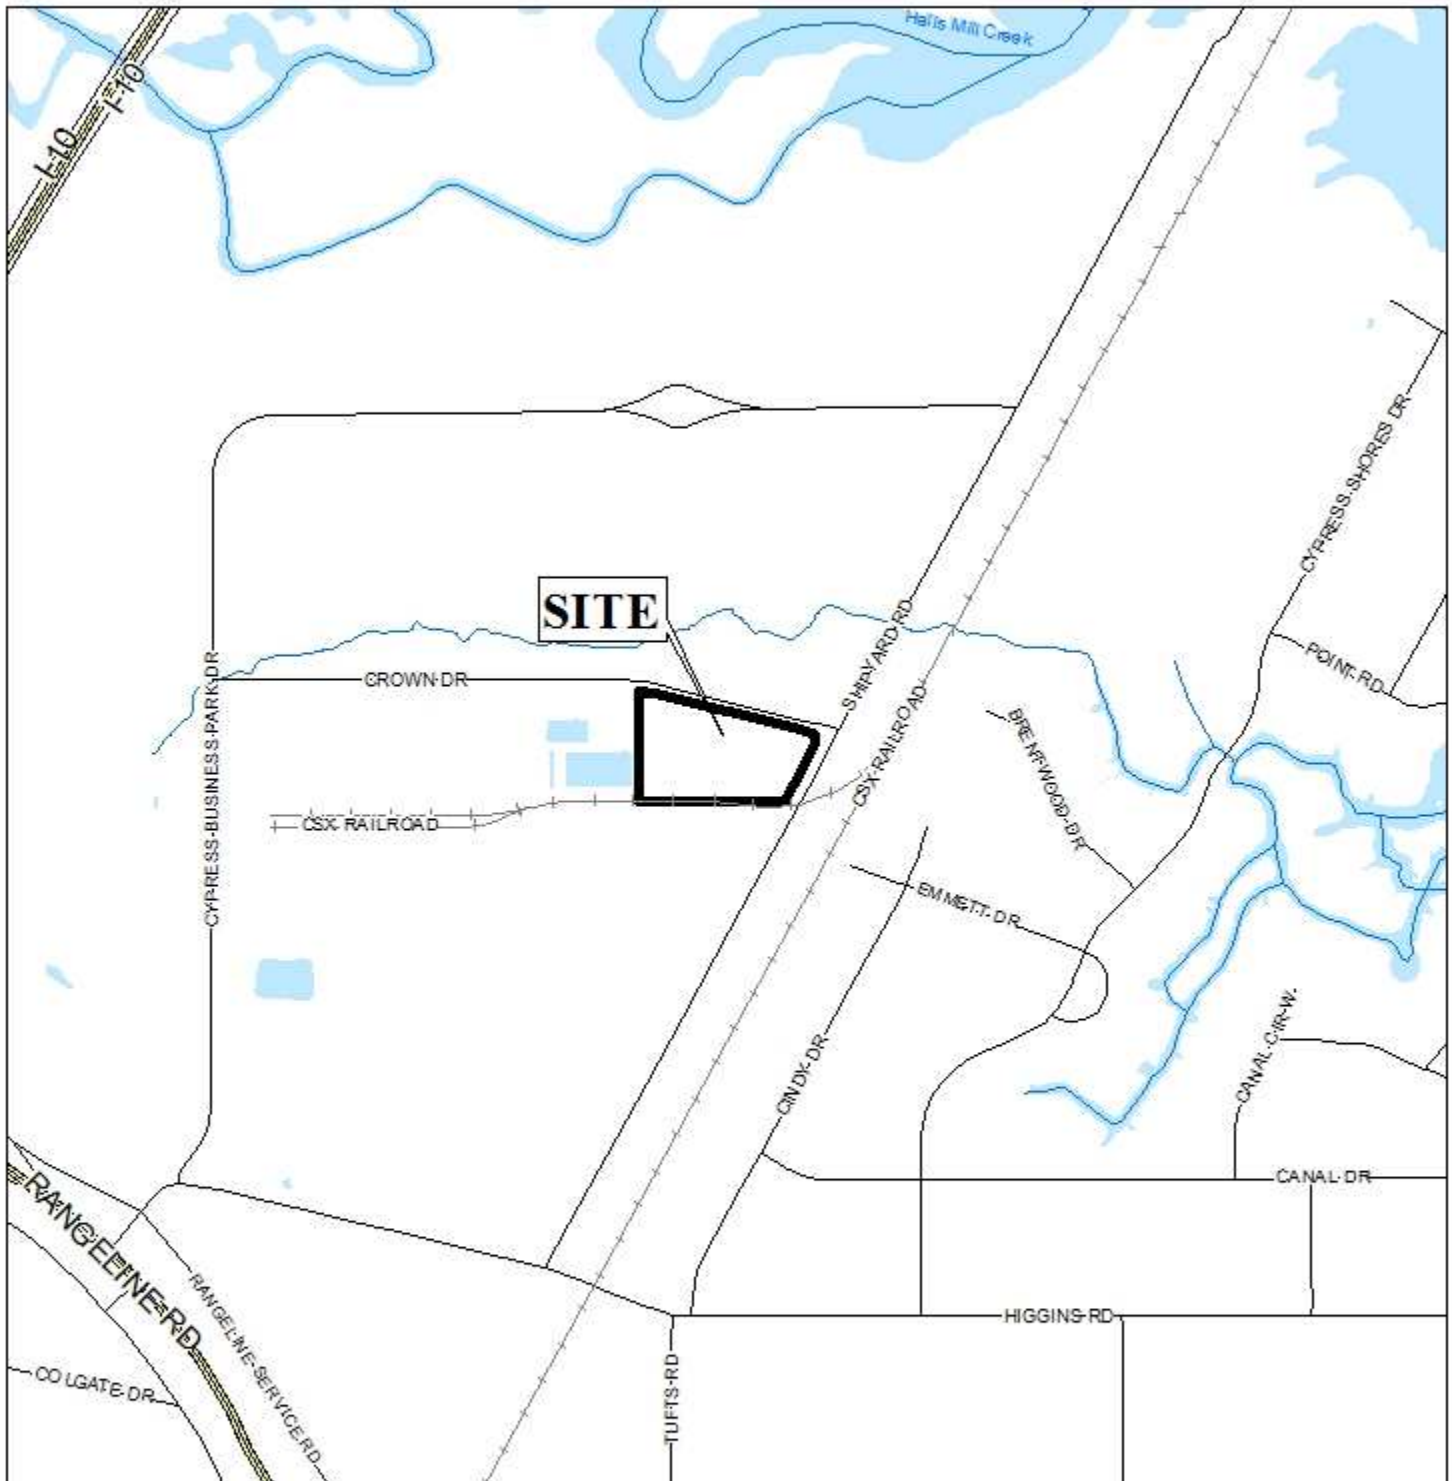 Halls Mill Creek
I-10
I-10
CYPRESS SHORES DR
SITE
SHIPYARD RD
POINT RD
CROWN DR
CYPRESS BUSINESS PARK DR
CSX RAILROAD
BRENTWOOD DR
CSX RAILROAD
EMMETT DR
CANAL CIR W
CINDY DR
CANAL DR
RANGELINE RD
RANGELINE SERVICE RD
HIGGINS RD
COLGATE DR
TUFTS RD